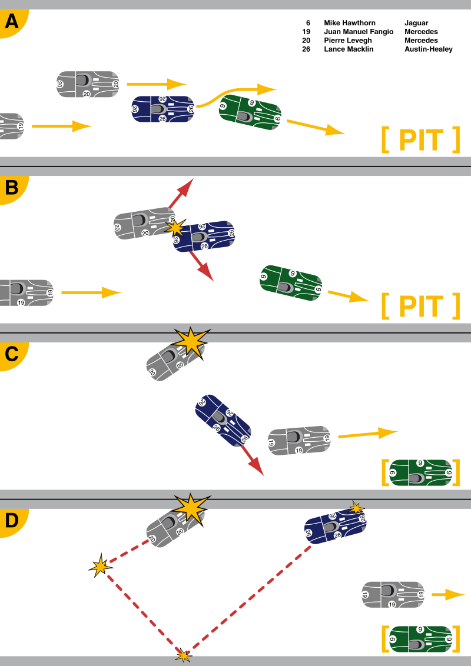 A
6 Mike Hawthorn Jaguar
19 Juan Manuel Fangio Mercedes
20 Pierre Levegh Mercedes
26 Lance Macklin Austin-Healey
[ PIT ]
B
[ PIT ]
C
[ ]
D
[ ]